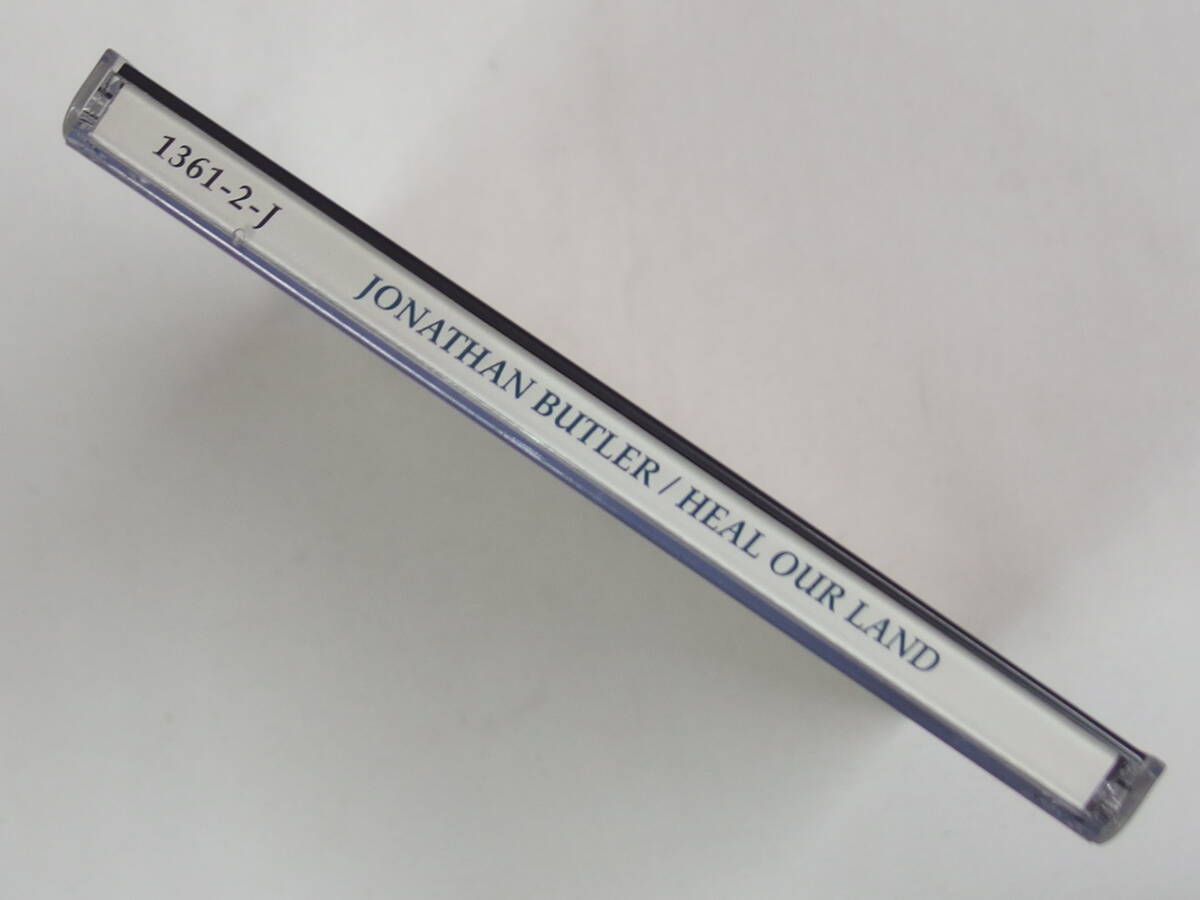 1361-2-J JONATHAN BUTLER / HEAL OUR LAND